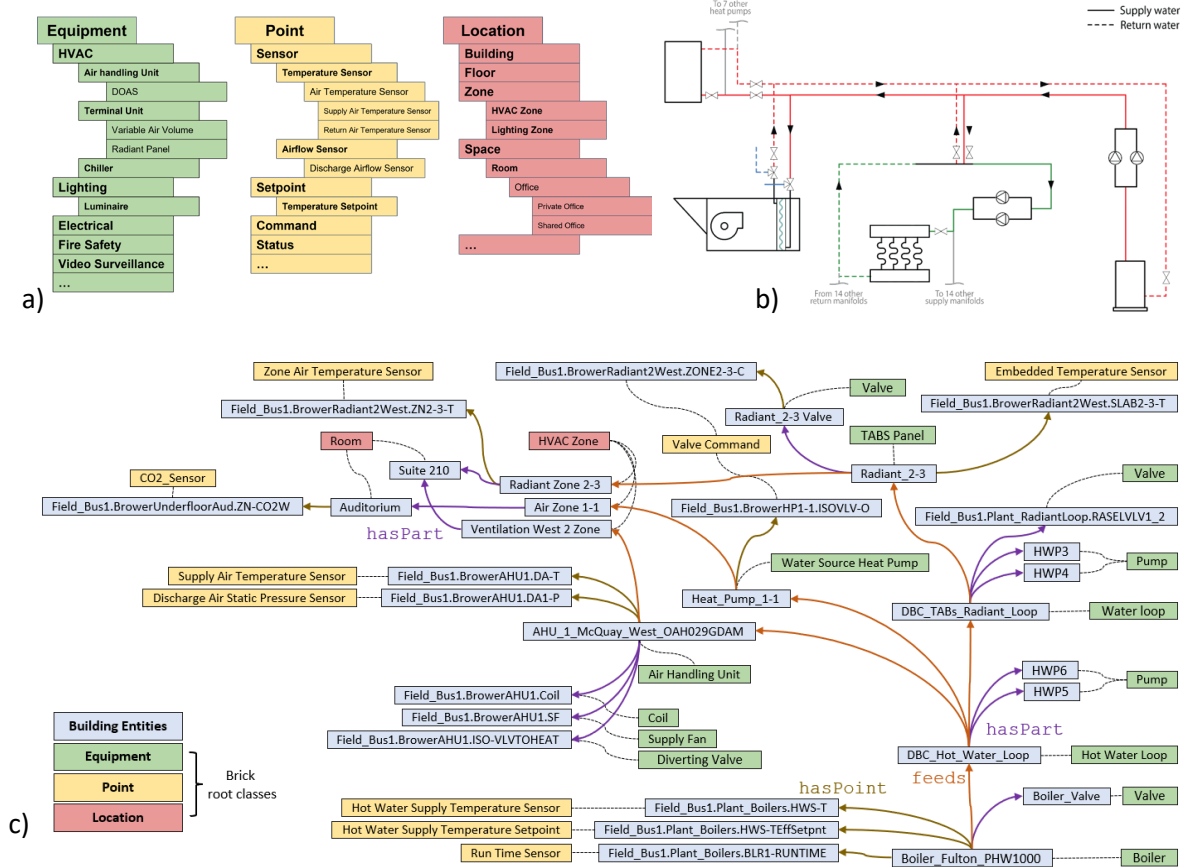 Equipment
HVAC
Air handling Unit
DOAS
Terminal Unit
Variable Air Volume
Radiant Panel
Chiller
Lighting
Luminaire
Electrical
Fire Safety
Video Surveillance
...
Point
Sensor
Temperature Sensor
Air Temperature Sensor
Supply Air Temperature Sensor
Return Air Temperature Sensor
Airflow Sensor
Discharge Airflow Sensor
Setpoint
Temperature Setpoint
Command
Status
...
Location
Building
Floor
Zone
HVAC Zone
Lighting Zone
Space
Room
Office
Private Office
Shared Office
...
a)
To 7 other
heat pumps
Supply water
Return water
From 14 other
return manifolds
To 14 other
supply manifolds
b)
Zone Air Temperature Sensor
Field_Bus1.BrowerRadiant2West.ZONE2-3-C
Embedded Temperature Sensor
Valve
Field_Bus1.BrowerRadiant2West.ZN2-3-T
Radiant_2-3 Valve
Field_Bus1.BrowerRadiant2West.SLAB2-3-T
Room
HVAC Zone
Valve Command
TABS Panel
CO2_Sensor
Suite 210
Radiant Zone 2-3
Radiant_2-3
Valve
Field_Bus1.BrowerUnderfloorAud.ZN-CO2W
Auditorium
Air Zone 1-1
Field_Bus1.BrowerHP1-1.ISOVLV-O
Field_Bus1.Plant_RadiantLoop.RASELVLV1_2
hasPart
Ventilation West 2 Zone
HWP3
Pump
HWP4
Water Source Heat Pump
Supply Air Temperature Sensor
Field_Bus1.BrowerAHU1.DA-T
Discharge Air Static Pressure Sensor
Field_Bus1.BrowerAHU1.DA1-P
Heat_Pump_1-1
DBC_TABs_Radiant_Loop
Water loop
AHU_1_McQuay_West_OAH029GDAM
Air Handling Unit
HWP6
Pump
HWP5
Field_Bus1.BrowerAHU1.Coil
Coil
Field_Bus1.BrowerAHU1.SF
Supply Fan
hasPart
Field_Bus1.BrowerAHU1.ISO-VLVTOHEAT
Diverting Valve
DBC_Hot_Water_Loop
Hot Water Loop
feeds
hasPoint
Boiler_Valve
Valve
Hot Water Supply Temperature Sensor
Field_Bus1.Plant_Boilers.HWS-T
Hot Water Supply Temperature Setpoint
Field_Bus1.Plant_Boilers.HWS-TEffSetpnt
Run Time Sensor
Field_Bus1.Plant_Boilers.BLR1-RUNTIME
Boiler_Fulton_PHW1000
Boiler
Building Entities
Equipment
Point
Location
Brick
root classes
c)